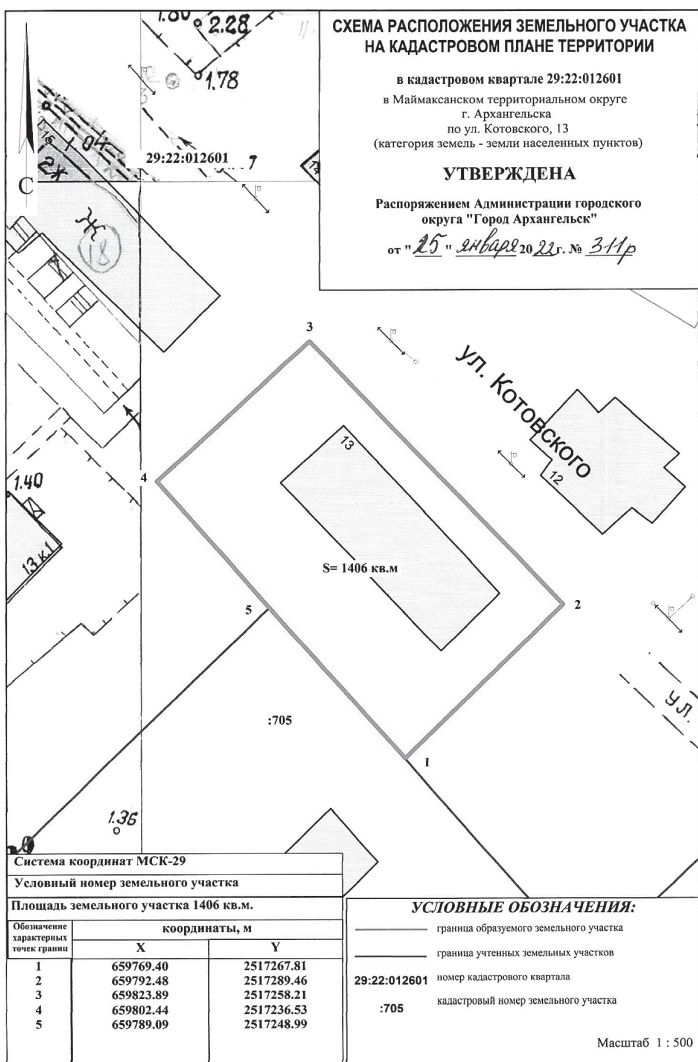 СХЕМА РАСПОЛОЖЕНИЯ ЗЕМЕЛЬНОГО УЧАСТКА
НА КАДАСТРОВОМ ПЛАНЕ ТЕРРИТОРИИ
в кадастровом квартале 29:22:012601
в Маймаксанском территориальном округе
г. Архангельска
по ул. Котовского, 13
(категория земель - земли населенных пунктов)
УТВЕРЖДЕНА
Распоряжением Администрации городского
округа "Город Архангельск"
от "25" января 2022г. № 311р
2.28
1.78
29:22:012601
2Ж
С
Ж
18
3
ул. Котовского
13
12
4
1.40
13 к.1
S= 1406 кв.м
5
2
:705
УЛ.
1
1.36
Система координат МСК-29
Условный номер земельного участка
Площадь земельного участка 1406 кв.м.
Обозначение характерных точек границ
координаты, м
X Y
1 659769.40 2517267.81
2 659792.48 2517289.46
3 659823.89 2517258.21
4 659802.44 2517236.53
5 659789.09 2517248.99
УСЛОВНЫЕ ОБОЗНАЧЕНИЯ:
граница образуемого земельного участка
граница учтенных земельных участков
29:22:012601 номер кадастрового квартала
:705 кадастровый номер земельного участка
Масштаб 1 : 500